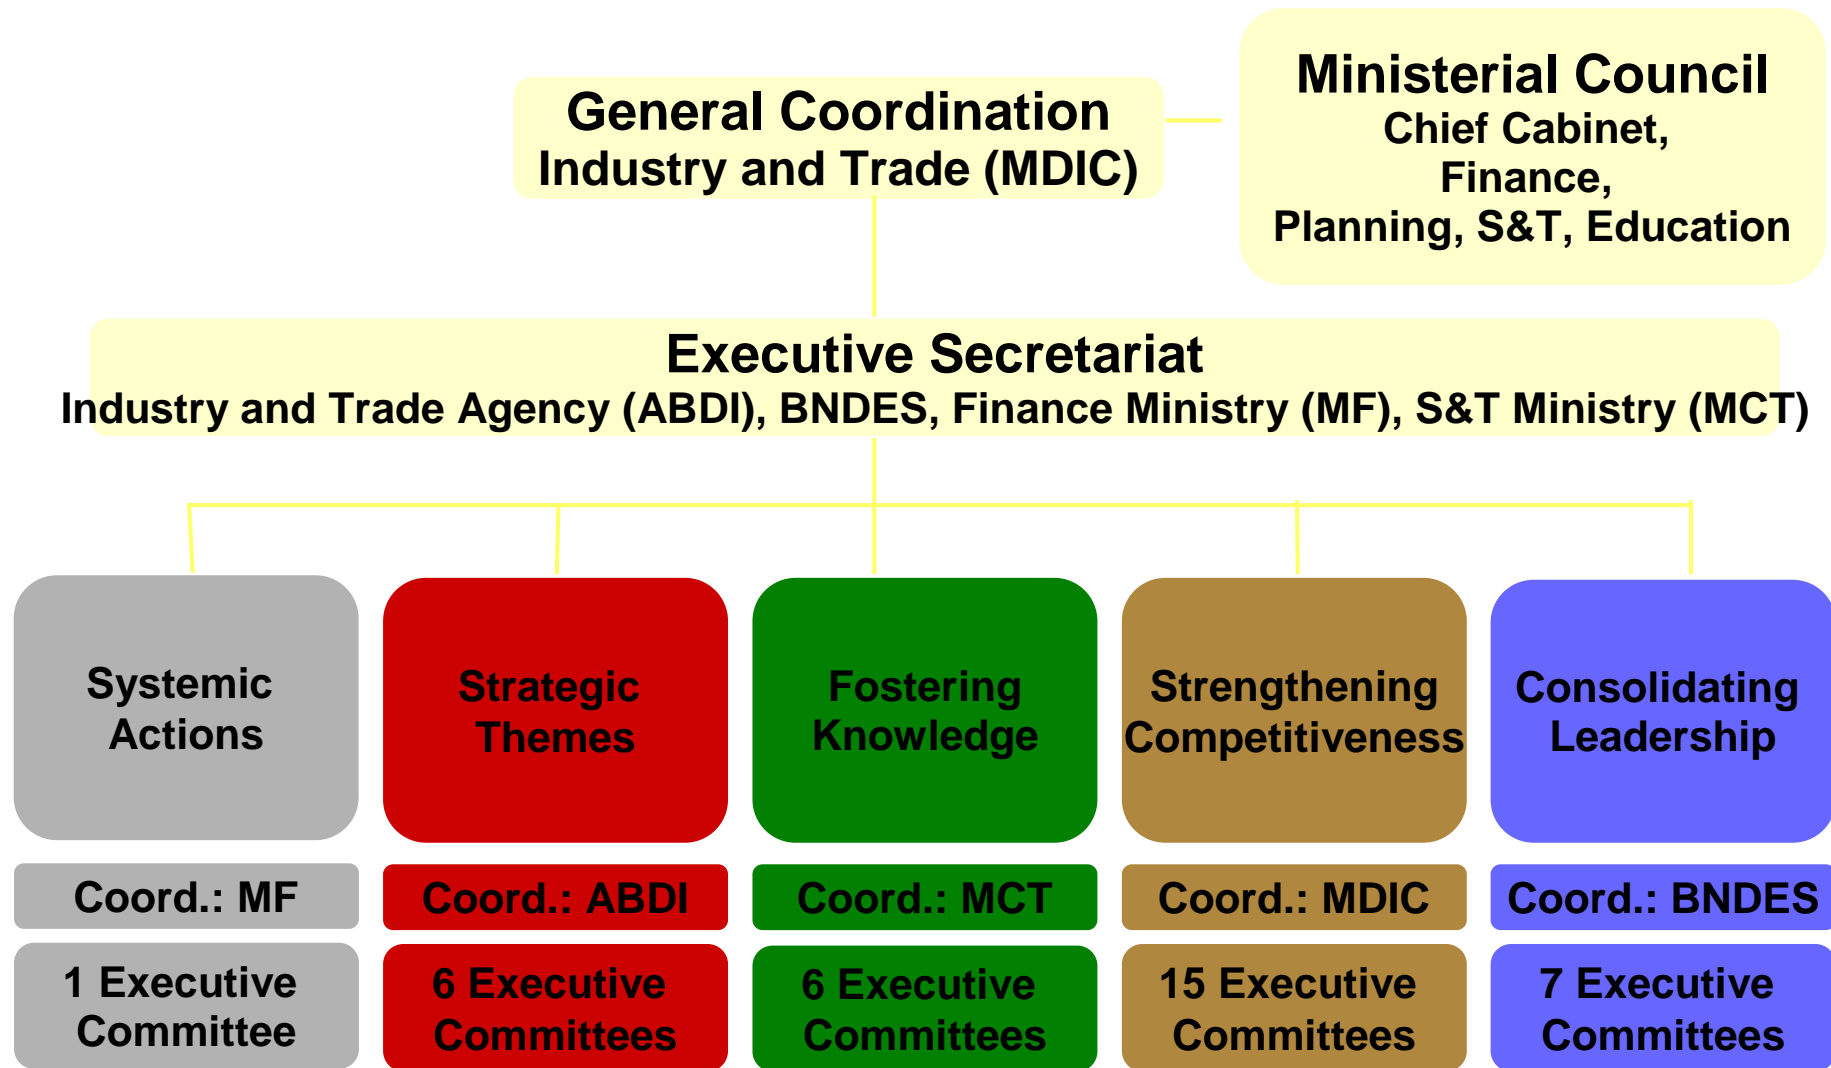 General Coordination
Industry and Trade (MDIC)
Ministerial Council
Chief Cabinet,
Finance,
Planning, S&T, Education
Executive Secretariat
Industry and Trade Agency (ABDI), BNDES, Finance Ministry (MF), S&T Ministry (MCT)
Systemic
Actions
Strategic
Themes
Fostering
Knowledge
Strengthening
Competitiveness
Consolidating
Leadership
Coord.: MF
Coord.: ABDI
Coord.: MCT
Coord.: MDIC
Coord.: BNDES
1 Executive
Committee
6 Executive
Committees
6 Executive
Committees
15 Executive
Committees
7 Executive
Committees